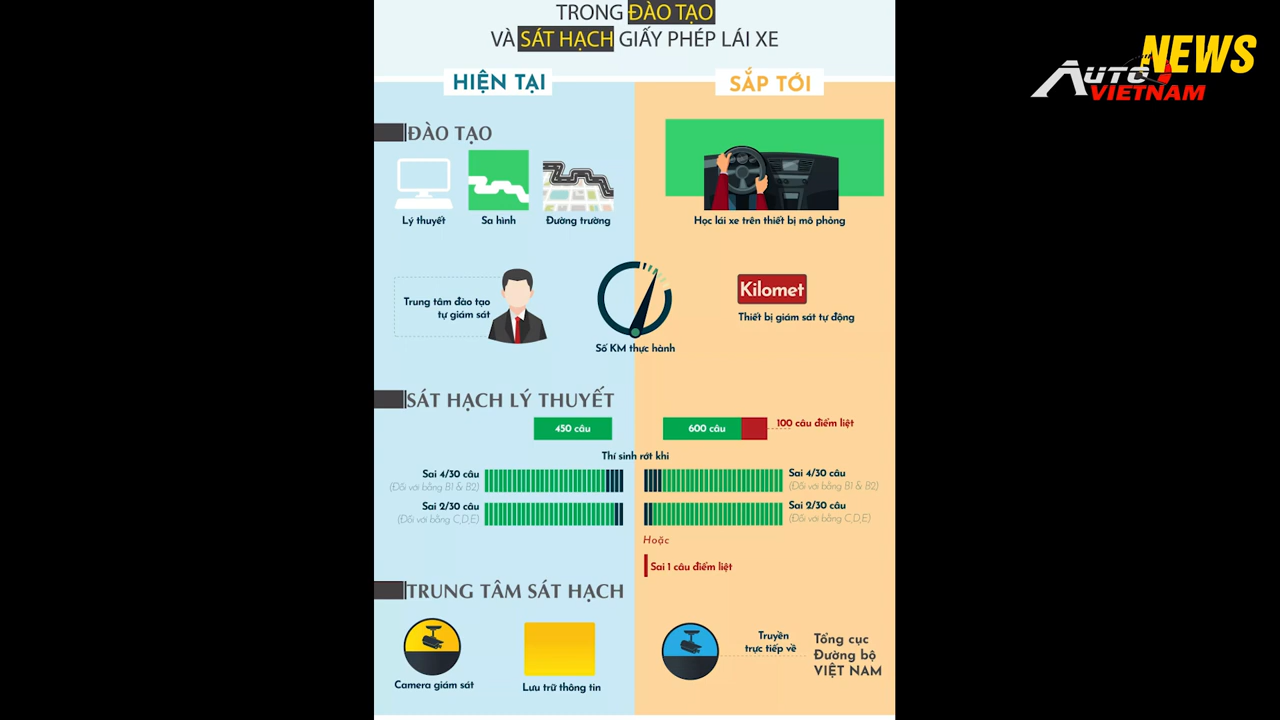 TRONG ĐÀO TẠO
VÀ SÁT HẠCH GIẤY PHÉP LÁI XE
NEWS
AUTO
VIETNAM
HIỆN TẠI
SẮP TỚI
ĐÀO TẠO
Lý thuyết
Sa hình
Đường trường
Học lái xe trên thiết bị mô phỏng
Trung tâm đào tạo
tự giám sát
Số KM thực hành
Kilomet
Thiết bị giám sát tự động
SÁT HẠCH LÝ THUYẾT
450 câu
600 câu
100 câu điểm liệt
Thí sinh rớt khi
Sai 4/30 câu
(Đối với bằng B1 & B2)
Sai 2/30 câu
(Đối với bằng C,D,E)
Sai 4/30 câu
(Đối với bằng B1 & B2)
Sai 2/30 câu
(Đối với bằng C,D,E)
Hoặc
Sai 1 câu điểm liệt
TRUNG TÂM SÁT HẠCH
Camera giám sát
Lưu trữ thông tin
Truyền
trực tiếp về
Tổng cục
Đường bộ
VIỆT NAM